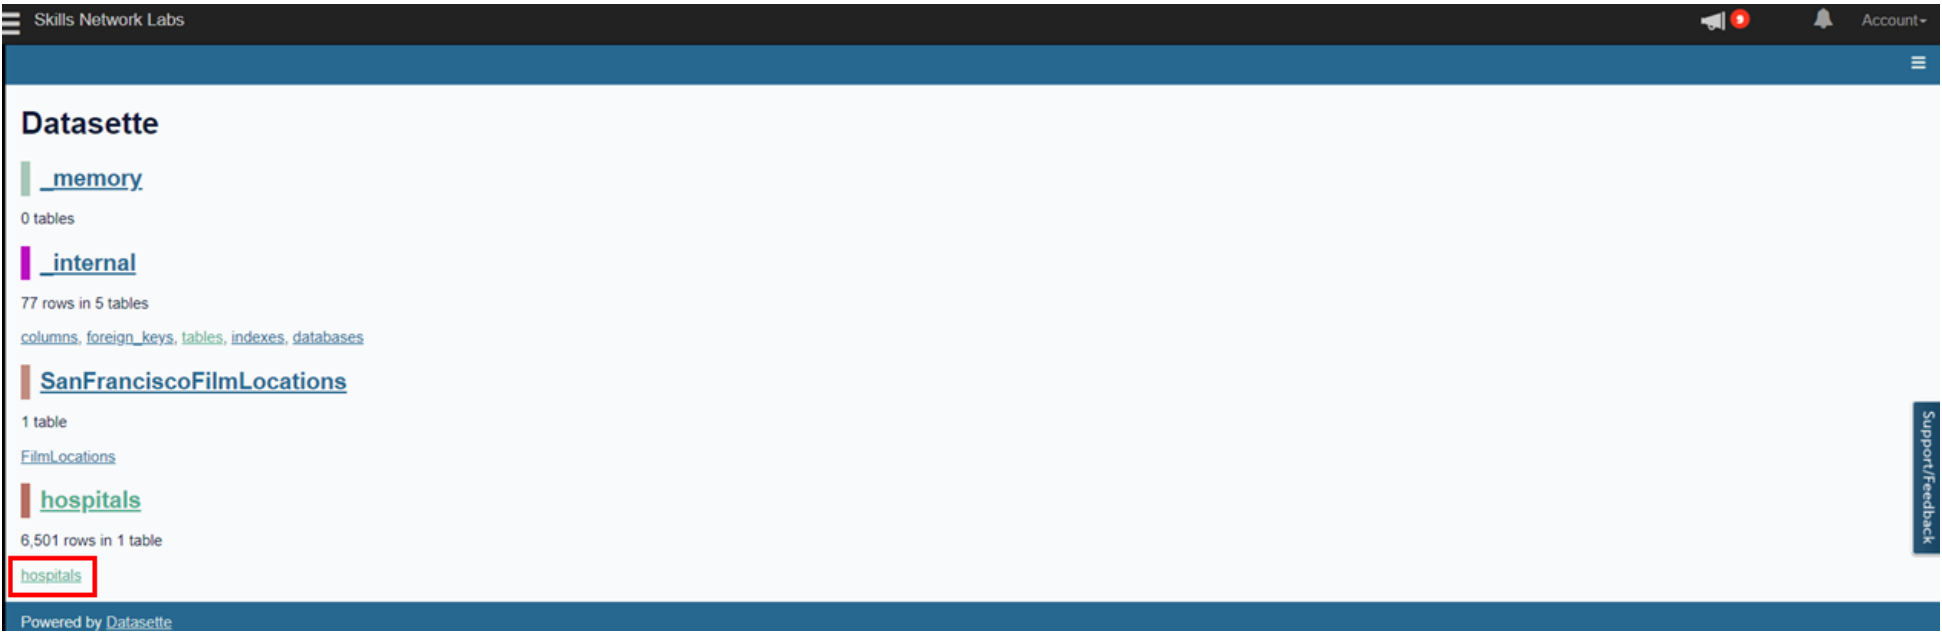 Skills Network Labs
Account
Datasette
_memory
0 tables
_internal
77 rows in 5 tables
columns, foreign_keys, tables, indexes, databases
SanFranciscoFilmLocations
1 table
FilmLocations
hospitals
6,501 rows in 1 table
hospitals
Support/Feedback
Powered by Datasette